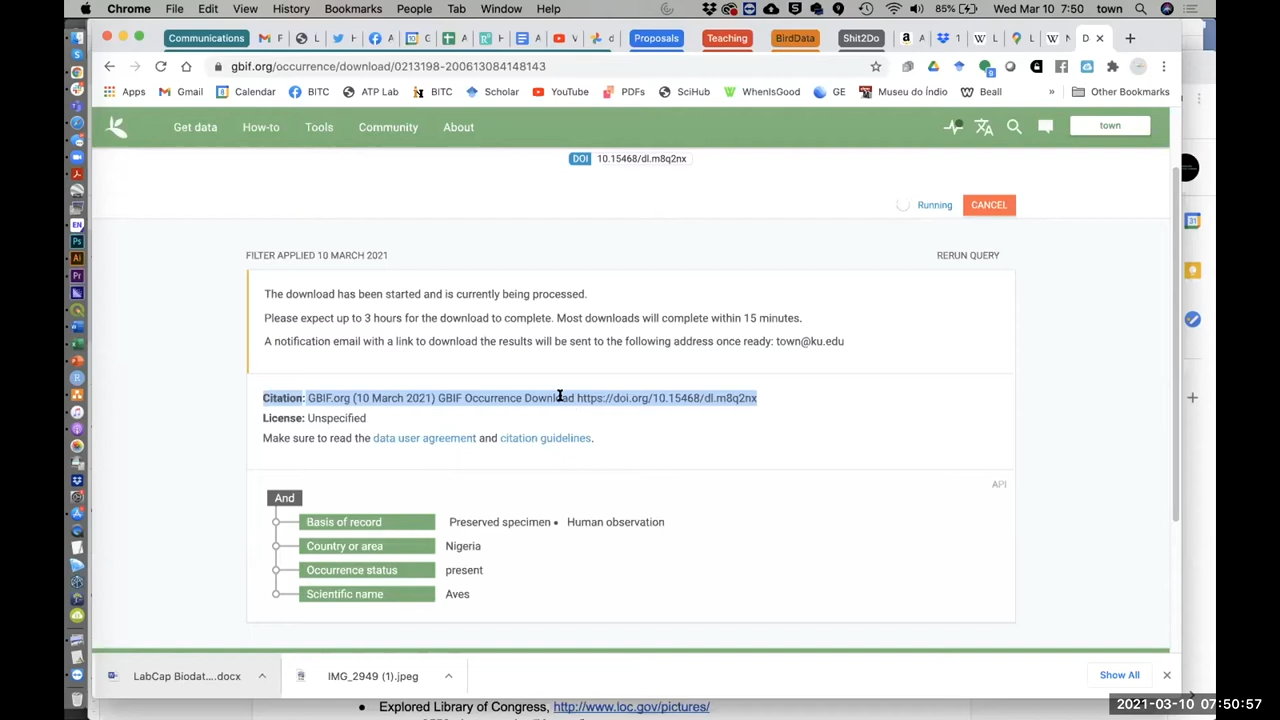 Chrome File Edit View History Bookmarks People Tab Window Help 85% Wed Mar 10 7:50 town
Communications Proposals Teaching BirdData Shit2Do
gbif.org/occurrence/download/0213198-200613084148143
Apps Gmail Calendar BITC ATP Lab BITC Scholar YouTube PDFs SciHub WhenIsGood GE Museu do Índio Beall » Other Bookmarks
Get data How-to Tools Community About town
DOI 10.15468/dl.m8q2nx
Running CANCEL
FILTER APPLIED 10 MARCH 2021 RERUN QUERY
The download has been started and is currently being processed.
Please expect up to 3 hours for the download to complete. Most downloads will complete within 15 minutes.
A notification email with a link to download the results will be sent to the following address once ready: town@ku.edu
Citation: GBIF.org (10 March 2021) GBIF Occurrence Download https://doi.org/10.15468/dl.m8q2nx
License: Unspecified
Make sure to read the data user agreement and citation guidelines.
API
And
Basis of record Preserved specimen • Human observation
Country or area Nigeria
Occurrence status present
Scientific name Aves
LabCap Biodat....docx IMG_2949 (1).jpeg Show All
• Explored Library of Congress, http://www.loc.gov/pictures/
2021-03-10 07:50:57